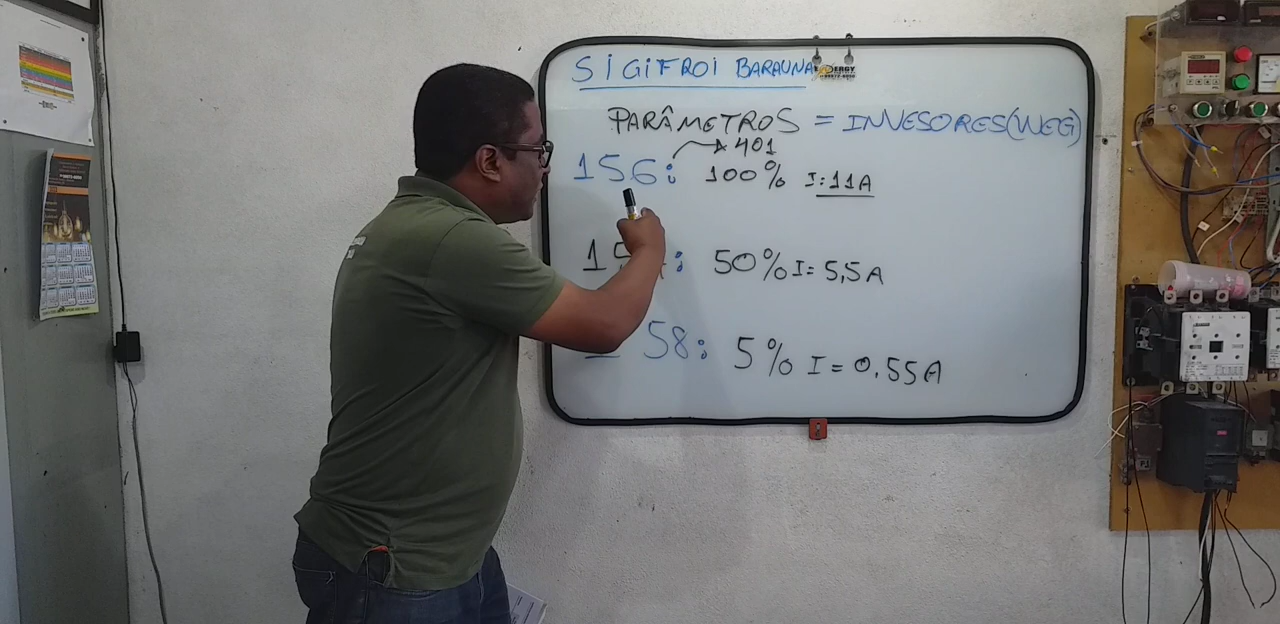 SIGIFROI BARAUNA
PARÂMETROS = INVESORES(WEG)
401
156: 100% I:11A
50% I= 5,5A
58: 5% I= 0,55A